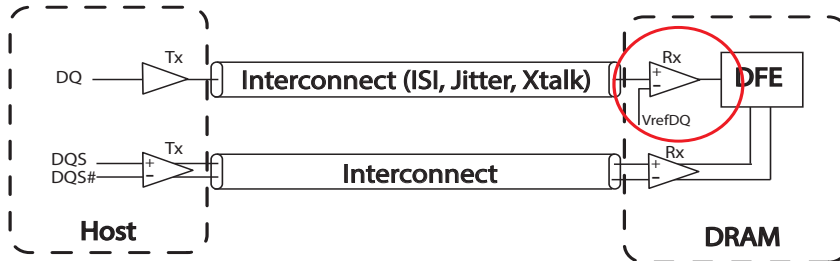 Tx
DQ
Interconnect (ISI, Jitter, Xtalk)
+
−
Rx
DFE
VrefDQ
DQS
DQS#
Tx
+
−
Interconnect
Rx
+
−
Host
DRAM